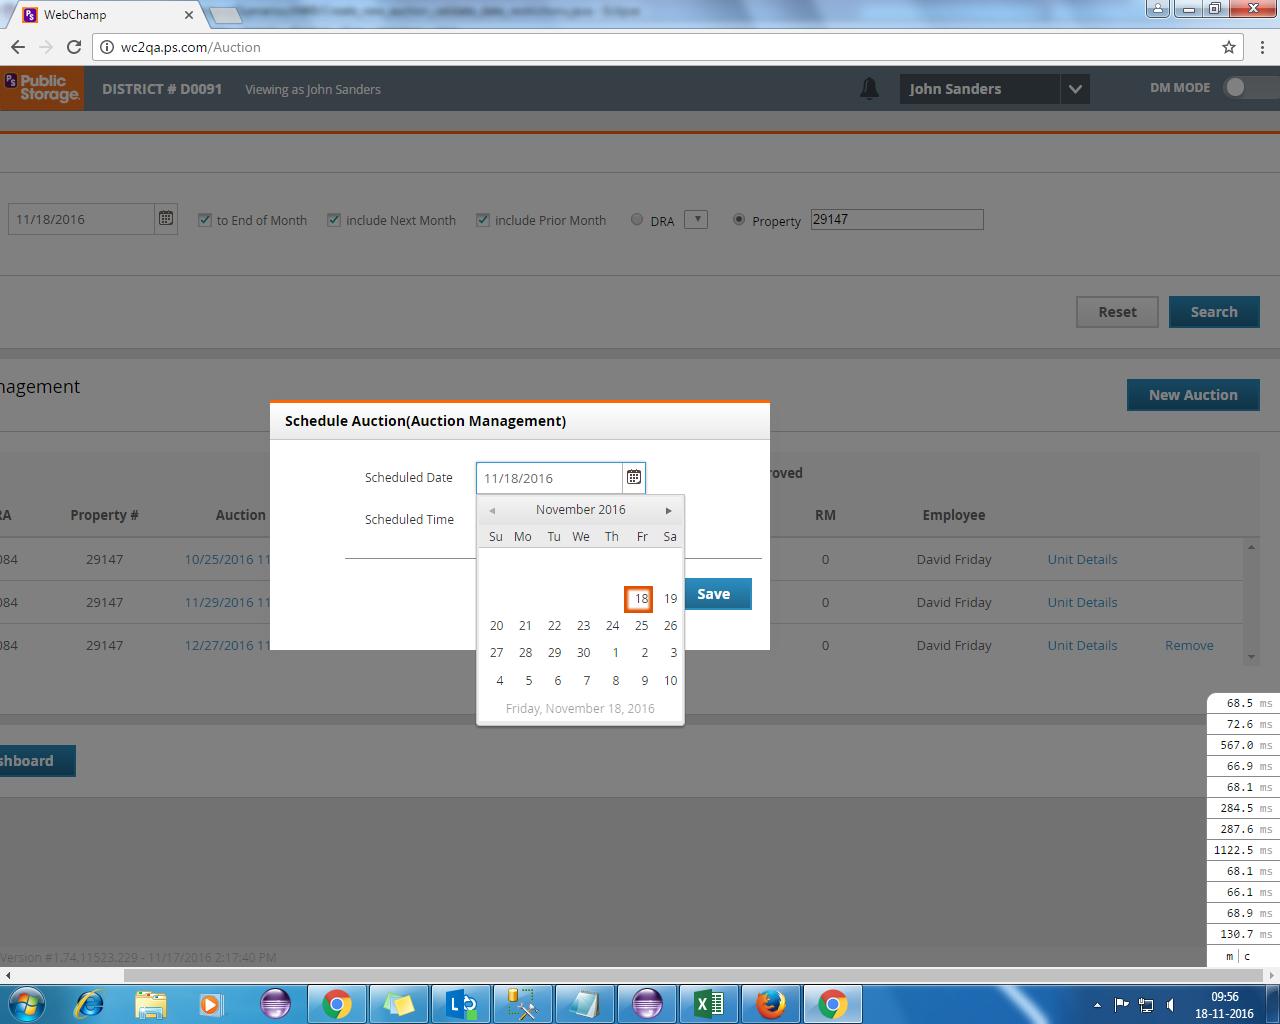 WebChamp
wc2qa.ps.com/Auction
PS Public Storage.
DISTRICT # D0091
Viewing as John Sanders
John Sanders
DM MODE
11/18/2016
to End of Month
include Next Month
include Prior Month
DRA
Property
29147
Reset
Search
nagement
New Auction
Schedule Auction(Auction Management)
Scheduled Date
11/18/2016
Scheduled Time
Save
November 2016
Su Mo Tu We Th Fr Sa
18 19
20 21 22 23 24 25 26
27 28 29 30 1 2 3
4 5 6 7 8 9 10
Friday, November 18, 2016
roved
RA Property # Auction RM Employee
084 29147 10/25/2016 11 0 David Friday Unit Details
084 29147 11/29/2016 11 0 David Friday Unit Details
084 29147 12/27/2016 11 0 David Friday Unit Details Remove
shboard
68.5 ms
72.6 ms
567.0 ms
66.9 ms
68.1 ms
284.5 ms
287.6 ms
1122.5 ms
68.1 ms
66.1 ms
68.9 ms
130.7 ms
m | c
Version #1.74.11523.229 - 11/17/2016 2:17:40 PM
09:56
18-11-2016